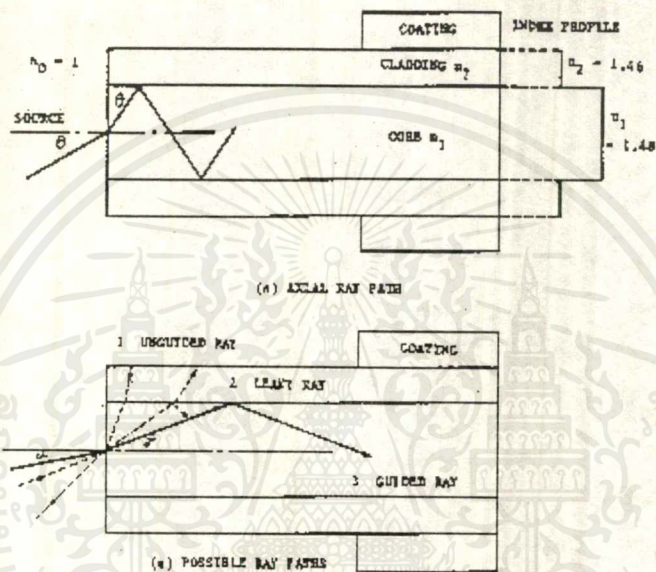 COATING INDEX PROFILE
n0 = 1 CLADDING n2 n2 = 1.46
θ
SOURCE
θ CORE n1 n1
= 1.48
(a) AXIAL RAY PATH
1 UNGUIDED RAY COATING
2 LEAKY RAY
3 GUIDED RAY
(a) POSSIBLE RAY PATHS